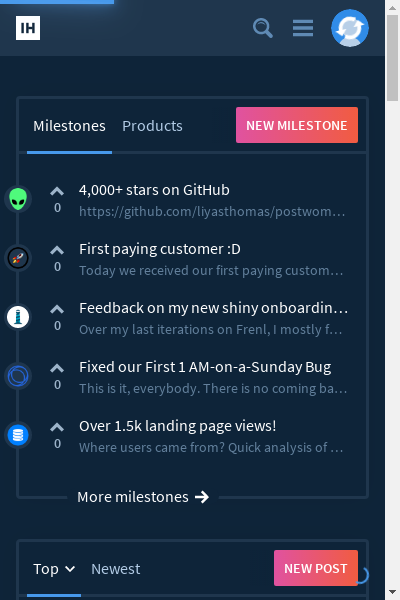 IH
Milestones Products NEW MILESTONE
4,000+ stars on GitHub
0
https://github.com/liyasthomas/postwom…
First paying customer :D
0
Today we received our first paying custom…
Feedback on my new shiny onboardin…
0
Over my last iterations on Frenl, I mostly f…
Fixed our First 1 AM-on-a-Sunday Bug
0
This is it, everybody. There is no coming ba…
Over 1.5k landing page views!
0
Where users came from? Quick analysis of …
More milestones
Top Newest NEW POST